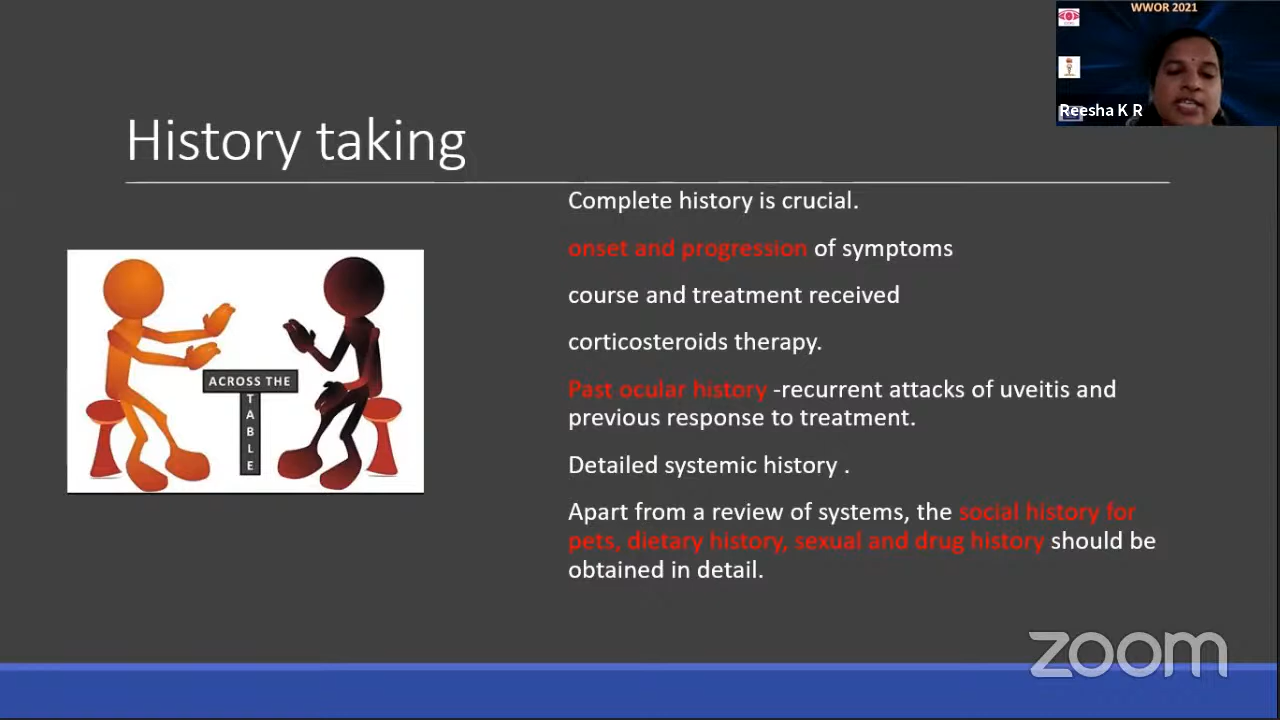 WWOR 2021
Reesha K R
History taking
Complete history is crucial.
onset and progression of symptoms
course and treatment received
corticosteroids therapy.
Past ocular history -recurrent attacks of uveitis and
previous response to treatment.
Detailed systemic history .
Apart from a review of systems, the social history for
pets, dietary history, sexual and drug history should be
obtained in detail.
ACROSS THE
T
A
B
L
E
zoom